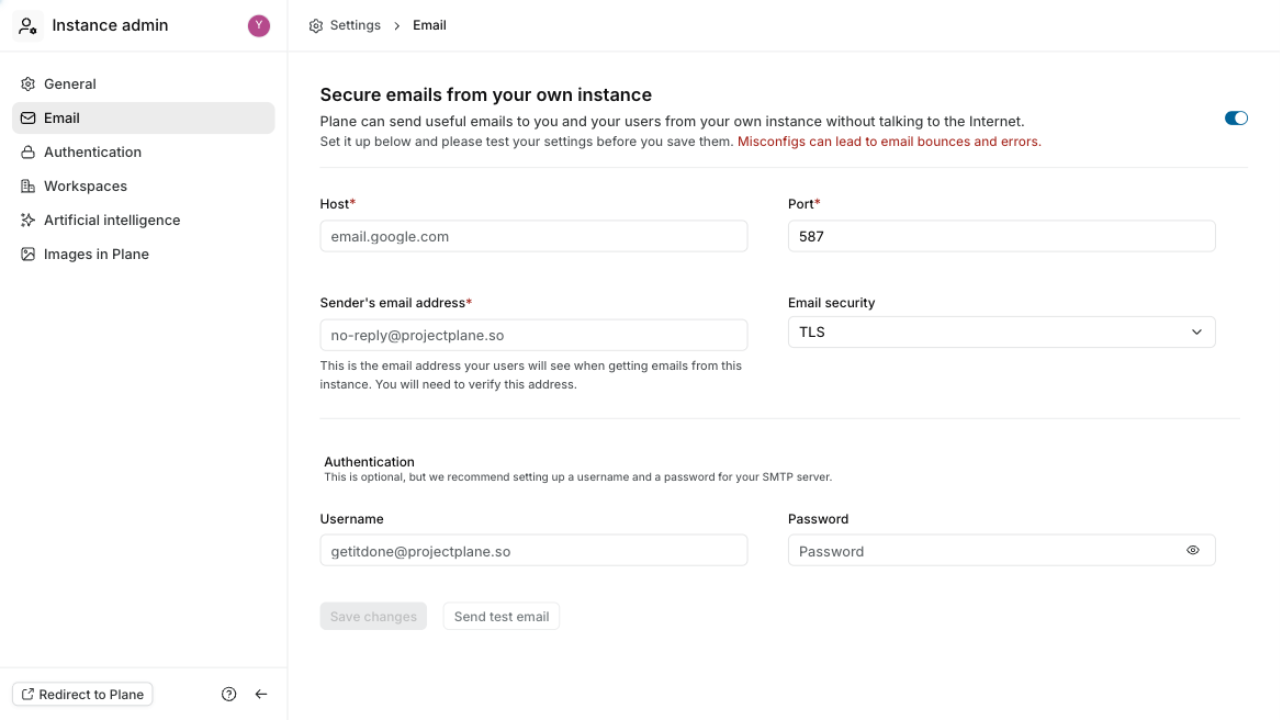 Instance admin
Y
Settings
Email
General
Email
Authentication
Workspaces
Artificial intelligence
Images in Plane
Redirect to Plane
Secure emails from your own instance
Plane can send useful emails to you and your users from your own instance without talking to the Internet.
Set it up below and please test your settings before you save them. Misconfigs can lead to email bounces and errors.
Host*
email.google.com
Port*
587
Sender's email address*
no-reply@projectplane.so
This is the email address your users will see when getting emails from this
instance. You will need to verify this address.
Email security
TLS
Authentication
This is optional, but we recommend setting up a username and a password for your SMTP server.
Username
getitdone@projectplane.so
Password
Password
Save changes
Send test email